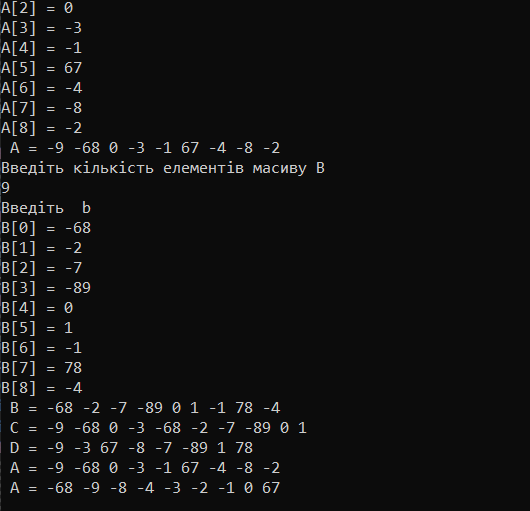 A[2] = 0
A[3] = -3
A[4] = -1
A[5] = 67
A[6] = -4
A[7] = -8
A[8] = -2
A = -9 -68 0 -3 -1 67 -4 -8 -2
Введіть кількість елементів масиву B
9
Введіть  b
B[0] = -68
B[1] = -2
B[2] = -7
B[3] = -89
B[4] = 0
B[5] = 1
B[6] = -1
B[7] = 78
B[8] = -4
B = -68 -2 -7 -89 0 1 -1 78 -4
C = -9 -68 0 -3 -68 -2 -7 -89 0 1
D = -9 -3 67 -8 -7 -89 1 78
A = -9 -68 0 -3 -1 67 -4 -8 -2
A = -68 -9 -8 -4 -3 -2 -1 0 67